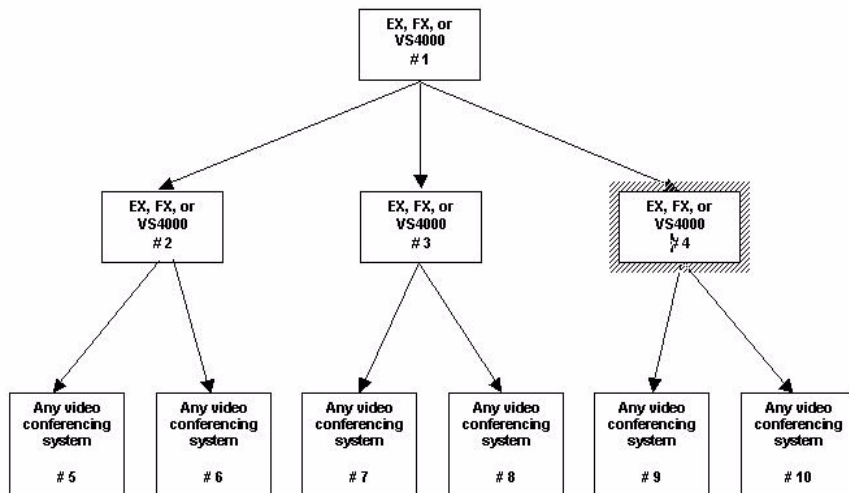 EX, FX, or
VS4000
# 1
EX, FX, or
VS4000
# 2
EX, FX, or
VS4000
# 3
EX, FX, or
VS4000
# 4
Any video
conferencing
system
# 5
Any video
conferencing
system
# 6
Any video
conferencing
system
# 7
Any video
conferencing
system
# 8
Any video
conferencing
system
# 9
Any video
conferencing
system
# 10